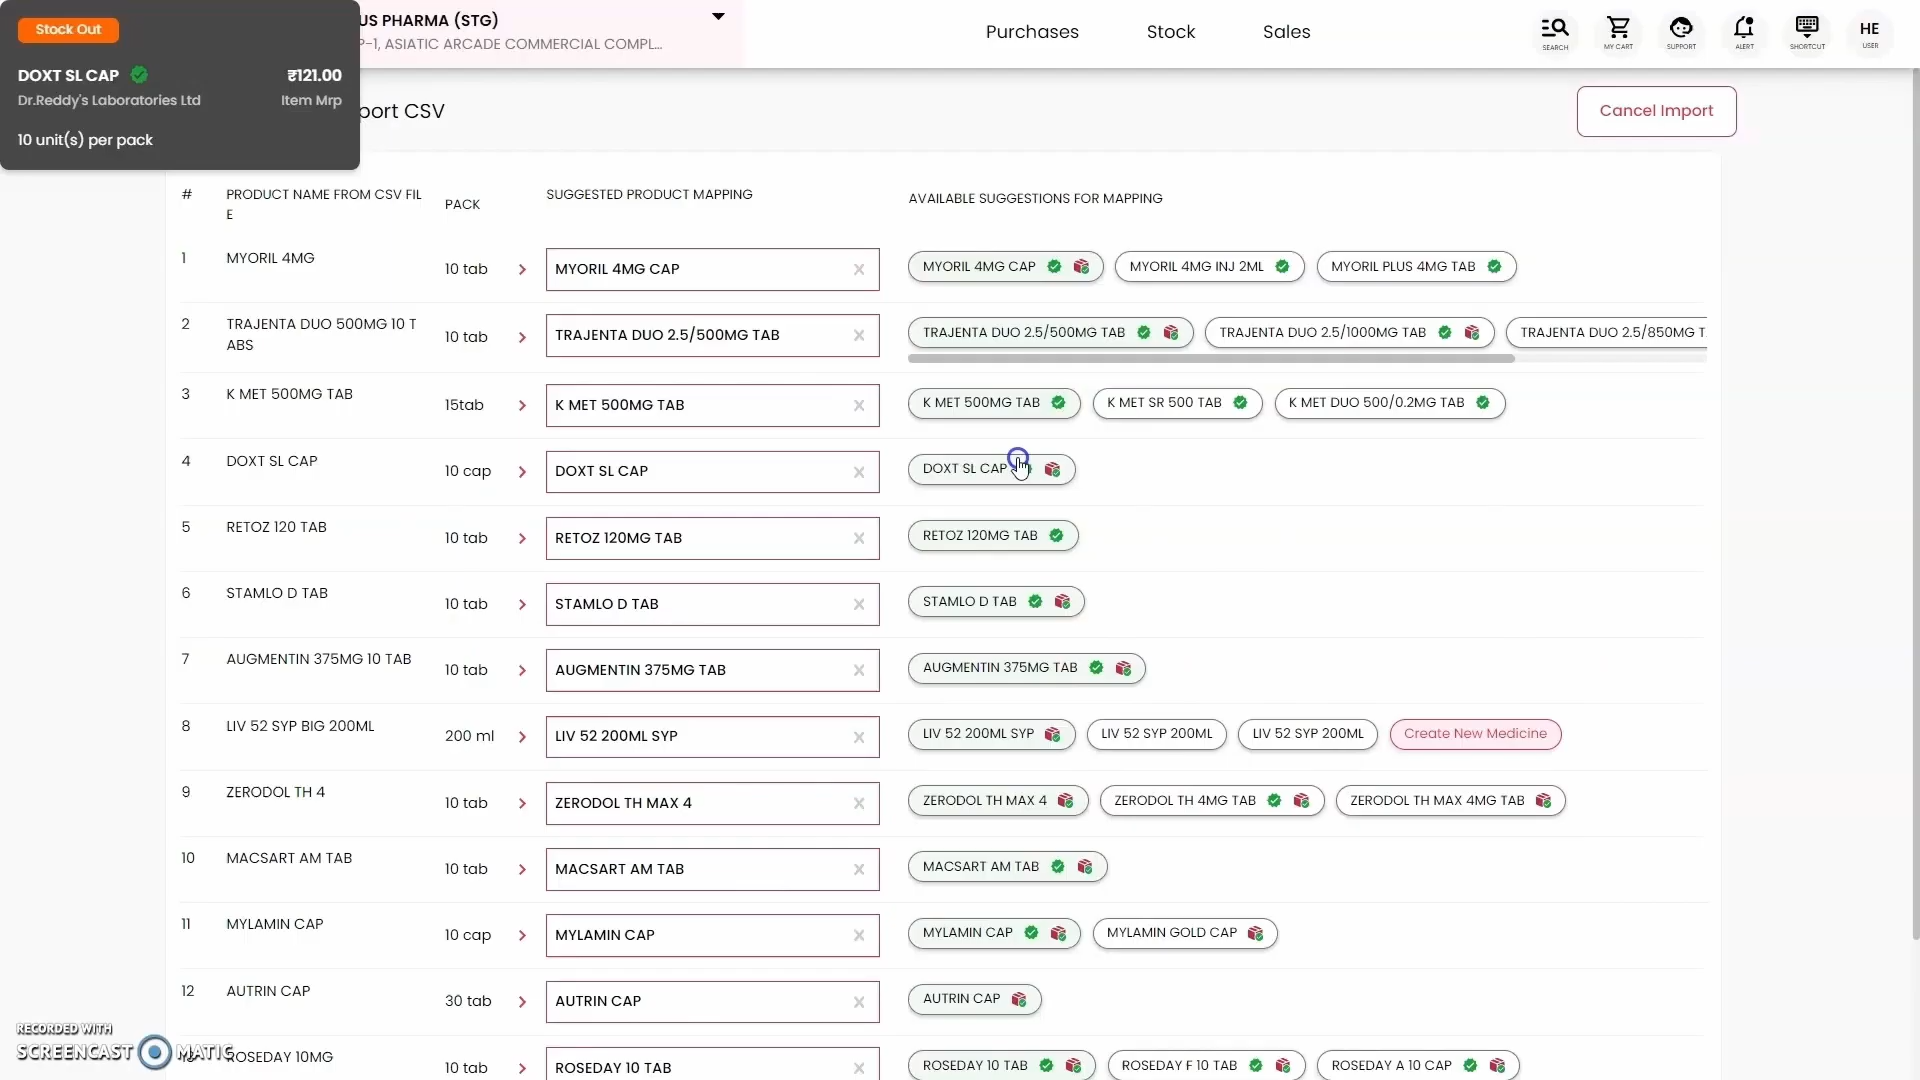 Stock Out
DOXT SL CAP ₹121.00
Dr.Reddy's Laboratories Ltd Item Mrp
10 unit(s) per pack
US PHARMA (STG)
P-1, ASIATIC ARCADE COMMERCIAL COMPL...
Purchases Stock Sales
SEARCH MY CART SUPPORT ALERT SHORTCUT HE USER
port CSV
Cancel Import
# PRODUCT NAME FROM CSV FIL
E
PACK SUGGESTED PRODUCT MAPPING AVAILABLE SUGGESTIONS FOR MAPPING
1 MYORIL 4MG 10 tab MYORIL 4MG CAP MYORIL 4MG CAP MYORIL 4MG INJ 2ML MYORIL PLUS 4MG TAB
2 TRAJENTA DUO 500MG 10 T
ABS 10 tab TRAJENTA DUO 2.5/500MG TAB TRAJENTA DUO 2.5/500MG TAB TRAJENTA DUO 2.5/1000MG TAB TRAJENTA DUO 2.5/850MG T
3 K MET 500MG TAB 15tab K MET 500MG TAB K MET 500MG TAB K MET SR 500 TAB K MET DUO 500/0.2MG TAB
4 DOXT SL CAP 10 cap DOXT SL CAP DOXT SL CAP
5 RETOZ 120 TAB 10 tab RETOZ 120MG TAB RETOZ 120MG TAB
6 STAMLO D TAB 10 tab STAMLO D TAB STAMLO D TAB
7 AUGMENTIN 375MG 10 TAB 10 tab AUGMENTIN 375MG TAB AUGMENTIN 375MG TAB
8 LIV 52 SYP BIG 200ML 200 ml LIV 52 200ML SYP LIV 52 200ML SYP LIV 52 SYP 200ML LIV 52 SYP 200ML Create New Medicine
9 ZERODOL TH 4 10 tab ZERODOL TH MAX 4 ZERODOL TH MAX 4 ZERODOL TH 4MG TAB ZERODOL TH MAX 4MG TAB
10 MACSART AM TAB 10 tab MACSART AM TAB MACSART AM TAB
11 MYLAMIN CAP 10 cap MYLAMIN CAP MYLAMIN CAP MYLAMIN GOLD CAP
12 AUTRIN CAP 30 tab AUTRIN CAP AUTRIN CAP
13 ROSEDAY 10MG 10 tab ROSEDAY 10 TAB ROSEDAY 10 TAB ROSEDAY F 10 TAB ROSEDAY A 10 CAP
RECORDED WITH
SCREENCAST MATIC